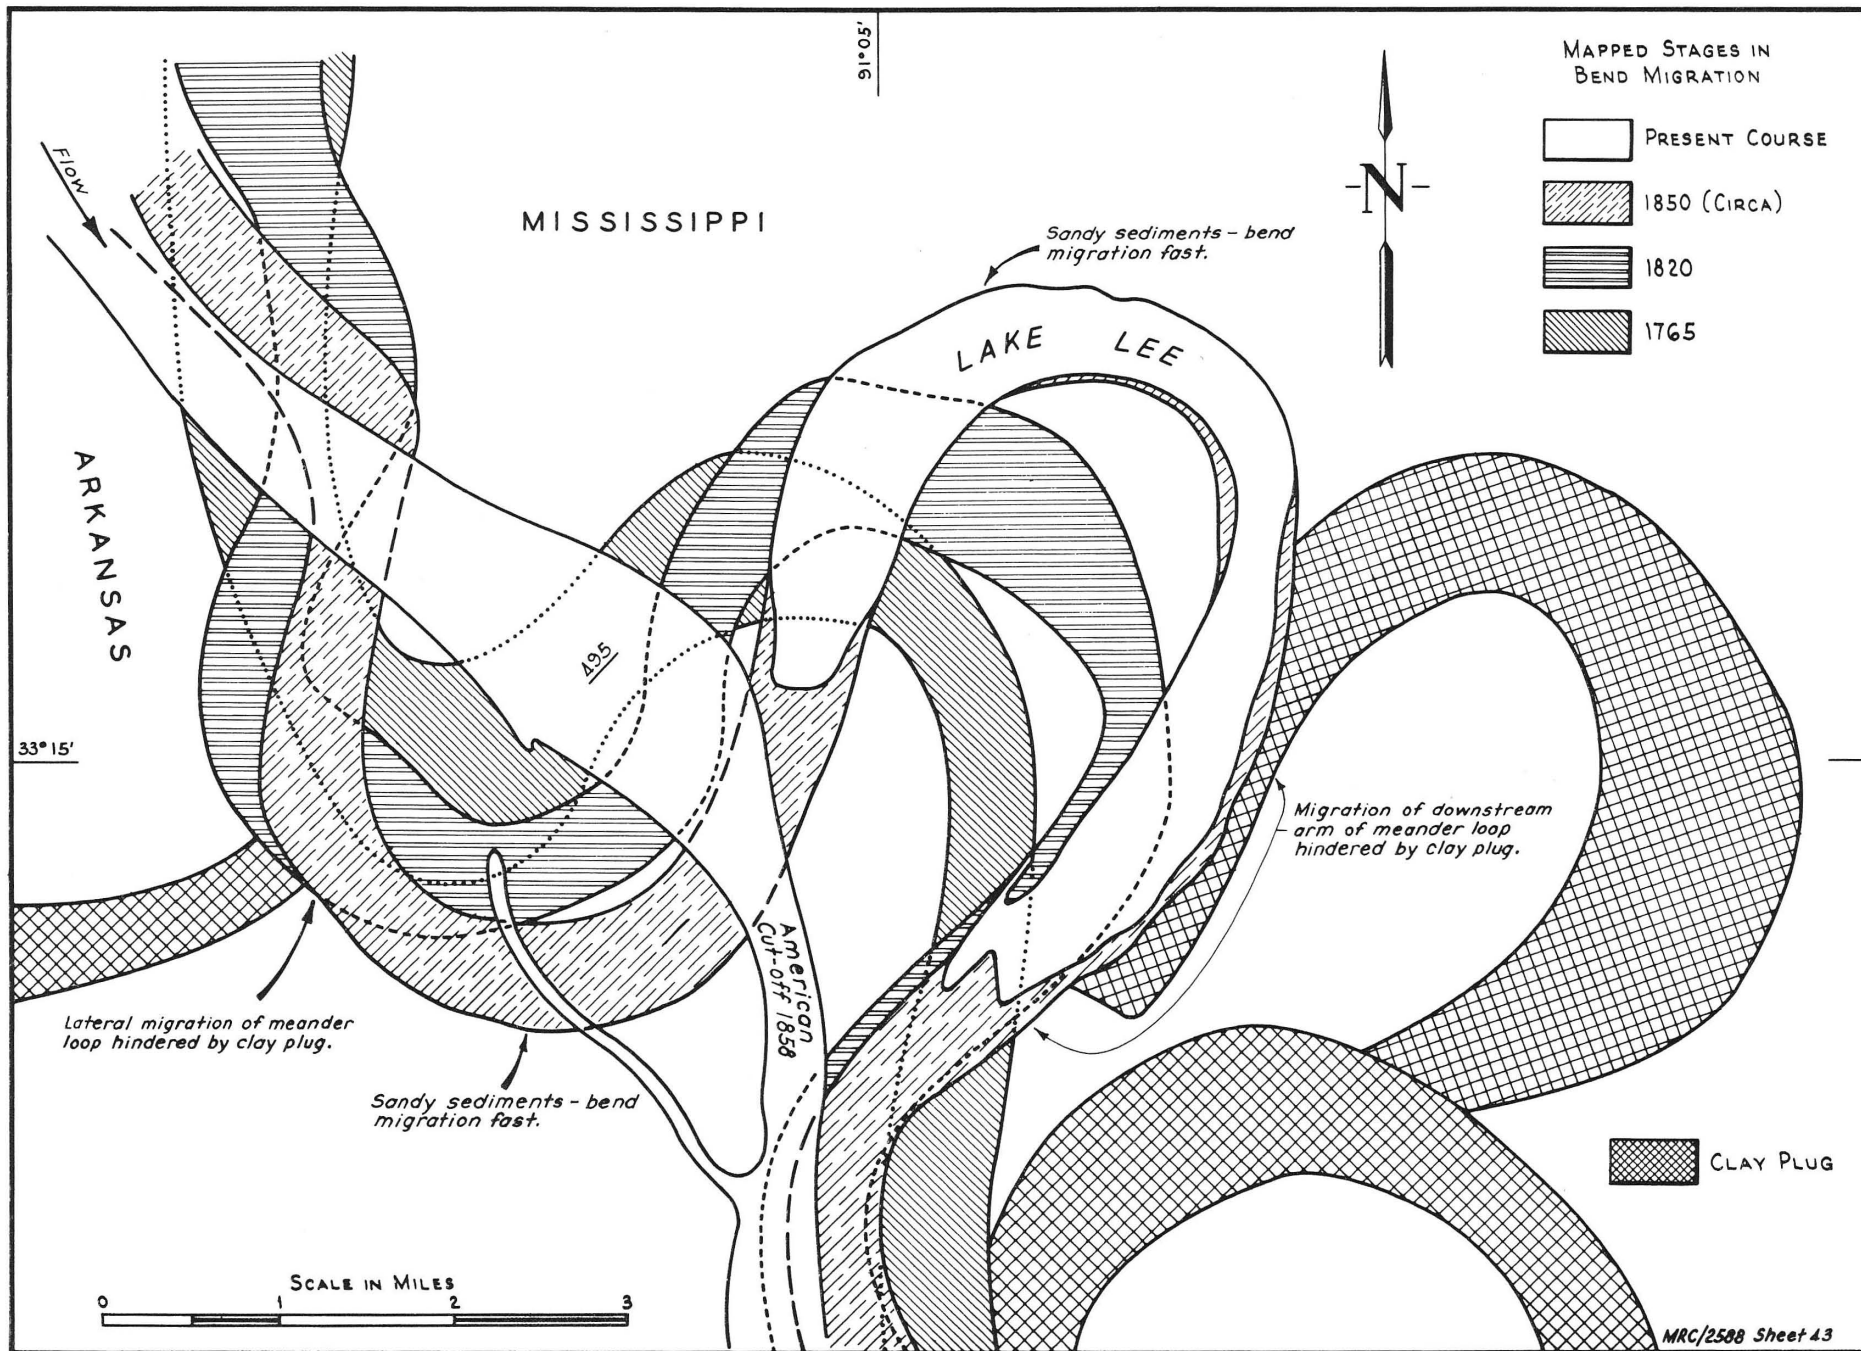 91°05'
MAPPED STAGES IN
BEND MIGRATION
PRESENT COURSE
1850 (CIRCA)
1820
1765
Flow
N
MISSISSIPPI
Sandy sediments – bend
migration fast.
LAKE LEE
ARKANSAS
495
33°15'
Migration of downstream
arm of meander loop
hindered by clay plug.
American
Cut-off 1858
Lateral migration of meander
loop hindered by clay plug.
Sandy sediments – bend
migration fast.
CLAY PLUG
SCALE IN MILES
0 1 2 3
MRC/2588 Sheet 43